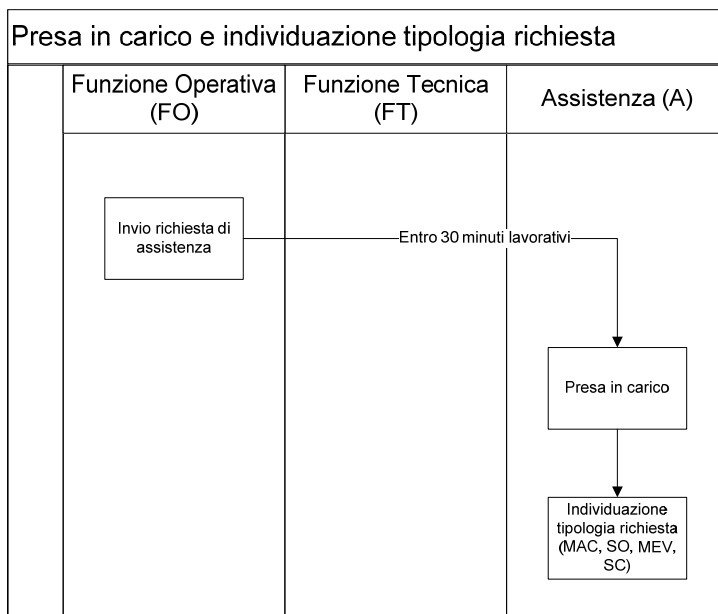 Presa in carico e individuazione tipologia richiesta
Funzione Operativa
(FO)
Funzione Tecnica
(FT)
Assistenza (A)
Invio richiesta di
assistenza
Entro 30 minuti lavorativi
Presa in carico
Individuazione
tipologia richiesta
(MAC, SO, MEV,
SC)